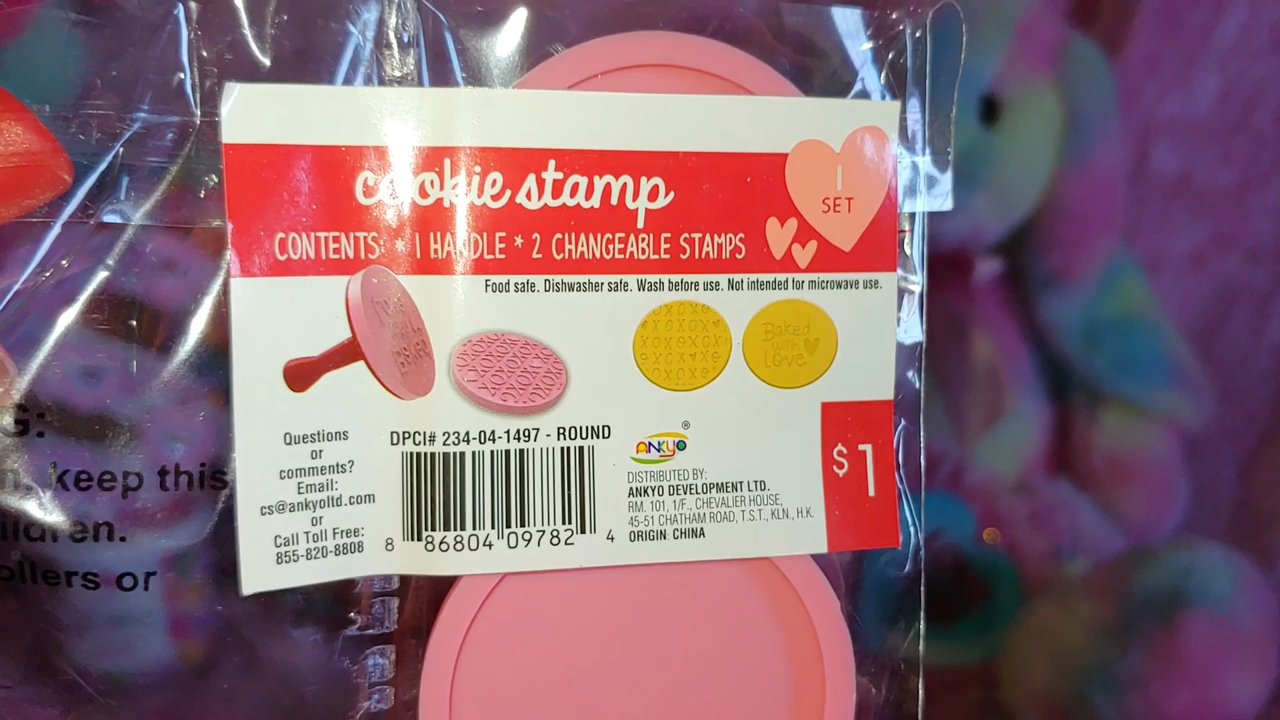 cookie stamp
1
SET
CONTENTS: * 1 HANDLE * 2 CHANGEABLE STAMPS
Food safe. Dishwasher safe. Wash before use. Not intended for microwave use.
XOXOX
Baked
with
Love
Questions
or
comments?
Email:
cs@ankyoltd.com
or
Call Toll Free:
855-820-8808
DPCI# 234-04-1497 - ROUND
8 86804 09782 4
ANKYO®
DISTRIBUTED BY:
ANKYO DEVELOPMENT LTD.
RM. 101, 1/F., CHEVALIER HOUSE,
45-51 CHATHAM ROAD, T.S.T., KLN., H.K.
ORIGIN: CHINA
$1
G:
keep this
ildren.
ollers or